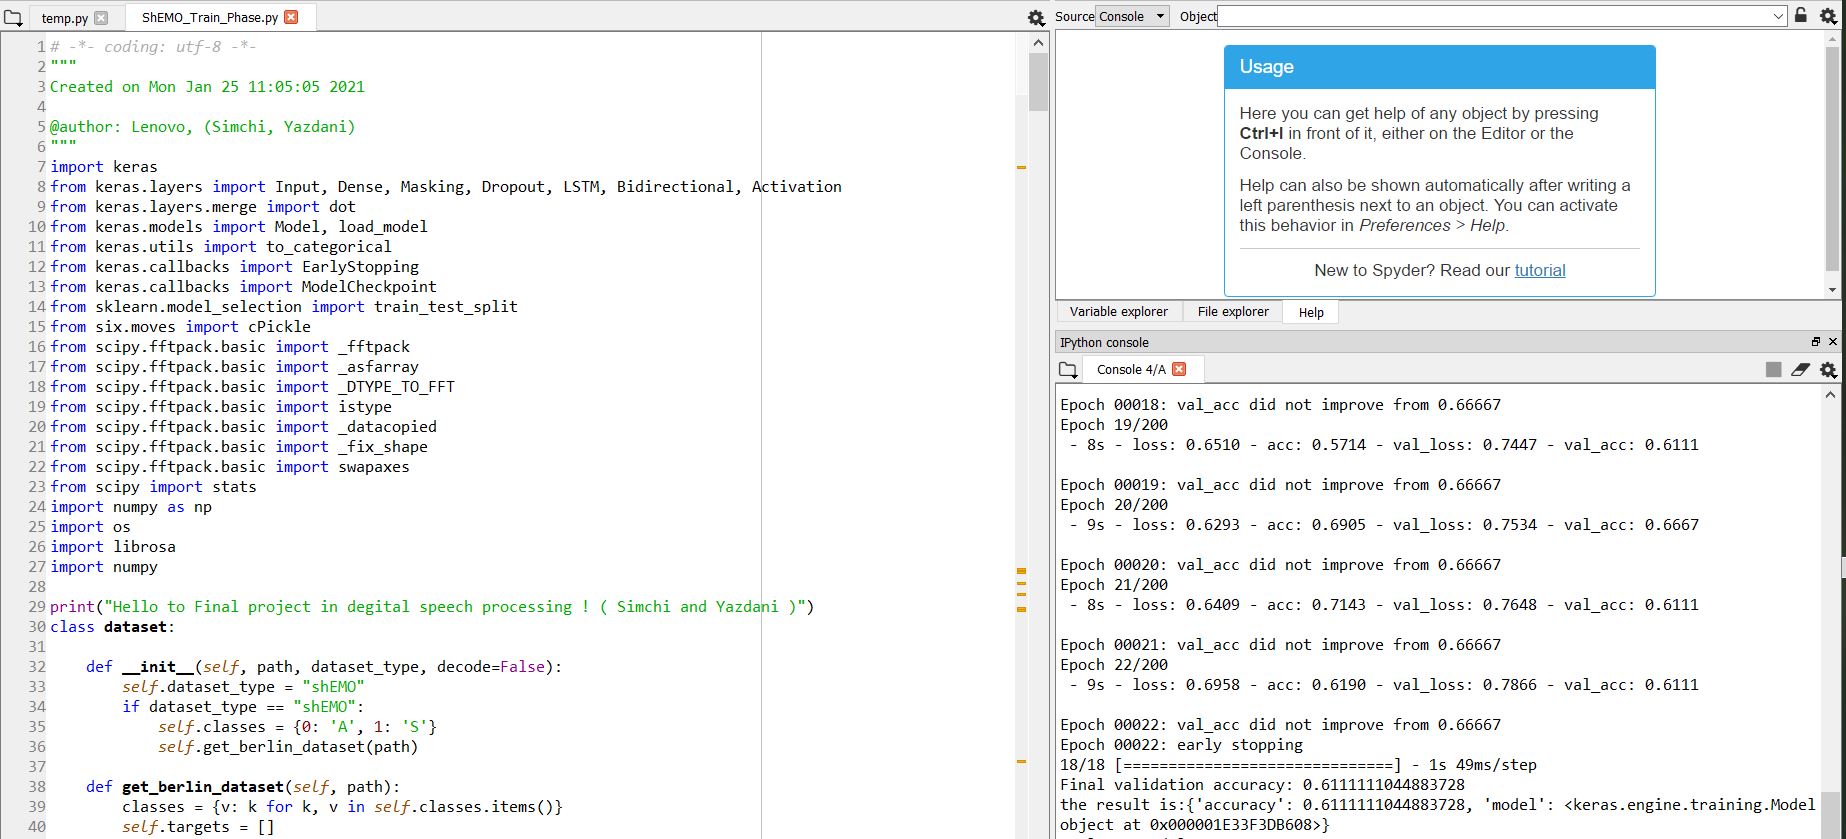 temp.py
ShEMO_Train_Phase.py
1 # -*- coding: utf-8 -*-
2 """
3 Created on Mon Jan 25 11:05:05 2021
4
5 @author: Lenovo, (Simchi, Yazdani)
6 """
7 import keras
8 from keras.layers import Input, Dense, Masking, Dropout, LSTM, Bidirectional, Activation
9 from keras.layers.merge import dot
10 from keras.models import Model, load_model
11 from keras.utils import to_categorical
12 from keras.callbacks import EarlyStopping
13 from keras.callbacks import ModelCheckpoint
14 from sklearn.model_selection import train_test_split
15 from six.moves import cPickle
16 from scipy.fftpack.basic import _fftpack
17 from scipy.fftpack.basic import _asfarray
18 from scipy.fftpack.basic import _DTYPE_TO_FFT
19 from scipy.fftpack.basic import istype
20 from scipy.fftpack.basic import _datacopied
21 from scipy.fftpack.basic import _fix_shape
22 from scipy.fftpack.basic import swapaxes
23 from scipy import stats
24 import numpy as np
25 import os
26 import librosa
27 import numpy
28
29 print("Hello to Final project in degital speech processing ! ( Simchi and Yazdani )")
30 class dataset:
31
32     def __init__(self, path, dataset_type, decode=False):
33         self.dataset_type = "shEMO"
34         if dataset_type == "shEMO":
35             self.classes = {0: 'A', 1: 'S'}
36             self.get_berlin_dataset(path)
37
38     def get_berlin_dataset(self, path):
39         classes = {v: k for k, v in self.classes.items()}
40         self.targets = []
Source Console Object
Usage
Here you can get help of any object by pressing
Ctrl+I in front of it, either on the Editor or the
Console.
Help can also be shown automatically after writing a
left parenthesis next to an object. You can activate
this behavior in Preferences > Help.
New to Spyder? Read our tutorial
Variable explorer File explorer Help
IPython console
Console 4/A
Epoch 00018: val_acc did not improve from 0.66667
Epoch 19/200
 - 8s - loss: 0.6510 - acc: 0.5714 - val_loss: 0.7447 - val_acc: 0.6111
Epoch 00019: val_acc did not improve from 0.66667
Epoch 20/200
 - 9s - loss: 0.6293 - acc: 0.6905 - val_loss: 0.7534 - val_acc: 0.6667
Epoch 00020: val_acc did not improve from 0.66667
Epoch 21/200
 - 8s - loss: 0.6409 - acc: 0.7143 - val_loss: 0.7648 - val_acc: 0.6111
Epoch 00021: val_acc did not improve from 0.66667
Epoch 22/200
 - 9s - loss: 0.6958 - acc: 0.6190 - val_loss: 0.7866 - val_acc: 0.6111
Epoch 00022: val_acc did not improve from 0.66667
Epoch 00022: early stopping
18/18 [==============================] - 1s 49ms/step
Final validation accuracy: 0.6111111044883728
the result is:{'accuracy': 0.6111111044883728, 'model': <keras.engine.training.Model
object at 0x000001E33F3DB608>}